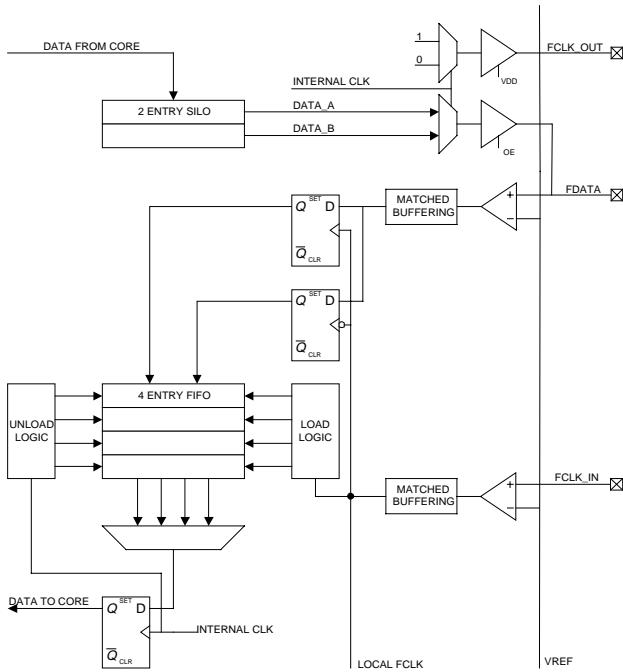 DATA FROM CORE
1
0
FCLK_OUT
VDD
INTERNAL CLK
2 ENTRY SILO
DATA_A
DATA_B
OE
Q SET D
Q CLR
MATCHED
BUFFERING
+
−
FDATA
Q SET D
Q CLR
UNLOAD
LOGIC
4 ENTRY FIFO
LOAD
LOGIC
MATCHED
BUFFERING
+
−
FCLK_IN
DATA TO CORE
Q SET D
Q CLR
INTERNAL CLK
LOCAL FCLK
VREF